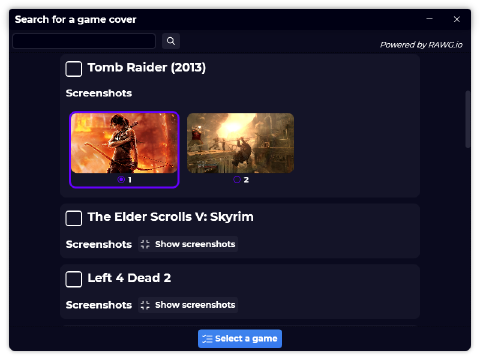 Search for a game cover
Powered by RAWG.io
Tomb Raider (2013)
Screenshots
1
2
The Elder Scrolls V: Skyrim
Screenshots Show screenshots
Left 4 Dead 2
Screenshots Show screenshots
Select a game